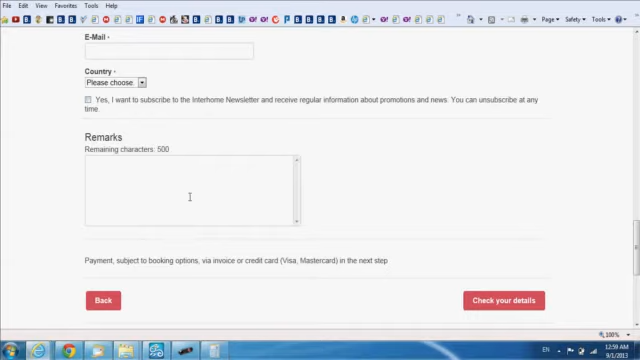 File Edit View Favorites Tools Help
Page Safety Tools
E-Mail *
Country *
Please choose.
Yes, I want to subscribe to the Interhome Newsletter and receive regular information about promotions and news. You can unsubscribe at any
time.
Remarks
Remaining characters: 500
Payment, subject to booking options, via invoice or credit card (Visa, Mastercard) in the next step
Back Check your details
100%
EN 12:59 AM
9/1/2013